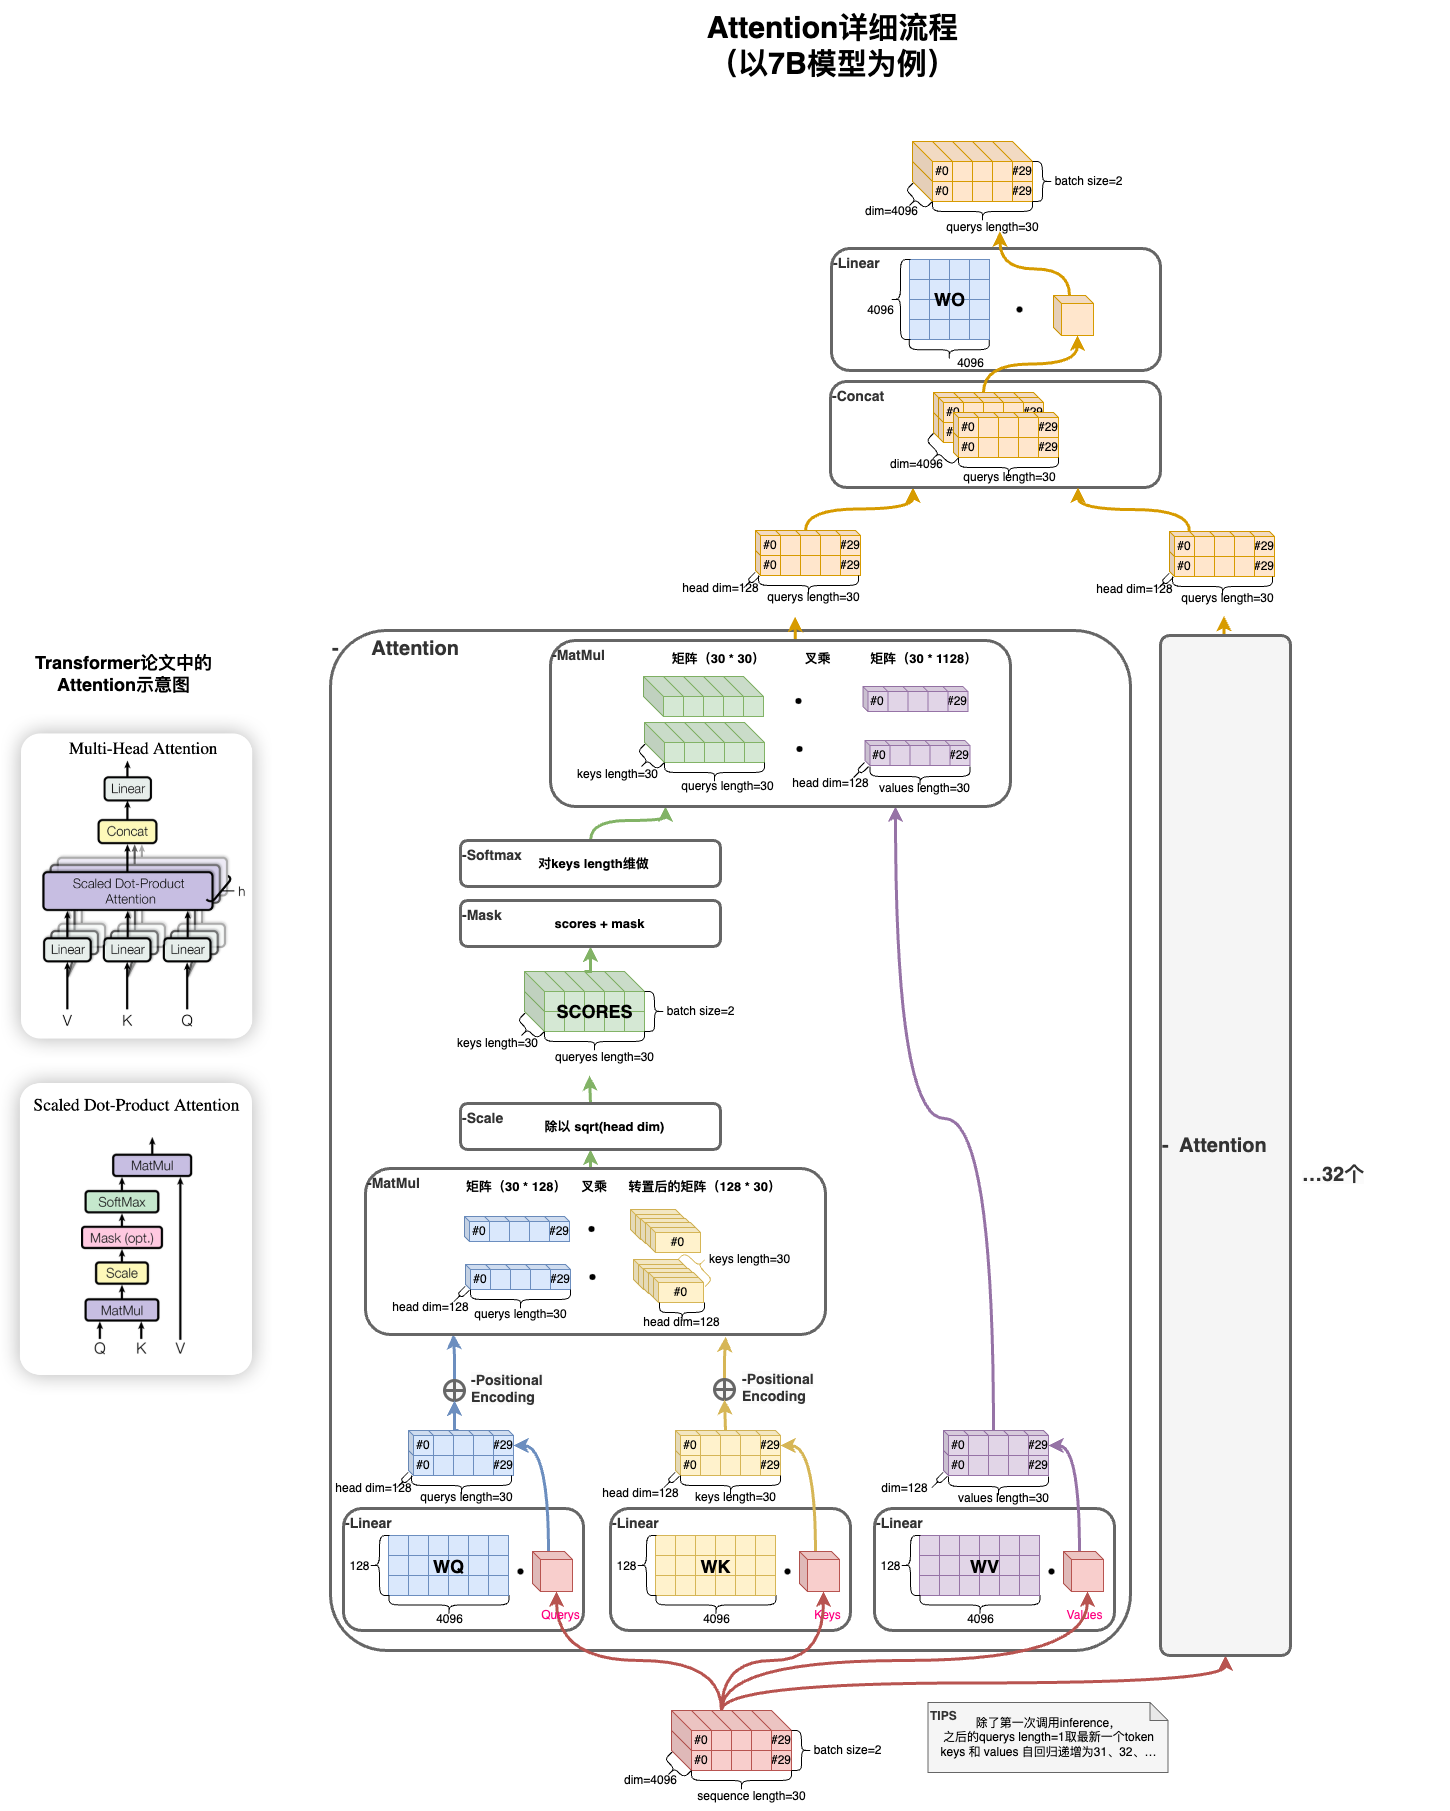 Attention详细流程
（以7B模型为例）
#0 #29
#0 #29
batch size=2
dim=4096
querys length=30
-Linear
WO
4096
4096
-Concat
#0 #29
#
#0 #29
#0 #29
dim=4096
querys length=30
#0 #29
#0 #29
head dim=128
querys length=30
#0 #29
#0 #29
head dim=128
querys length=30
- Attention
-MatMul
矩阵（30 * 30） 叉乘 矩阵（30 * 1128）
#0 #29
#0 #29
keys length=30
querys length=30
head dim=128
values length=30
-Softmax
对keys length维做
-Mask
scores + mask
SCORES
batch size=2
keys length=30
queryes length=30
-Scale
除以 sqrt(head dim)
-MatMul
矩阵（30 * 128） 叉乘 转置后的矩阵（128 * 30）
#0 #29
#0
keys length=30
#0 #29
#0
head dim=128
querys length=30
head dim=128
-Positional
Encoding
-Positional
Encoding
#0 #29
#0 #29
head dim=128
querys length=30
#0 #29
#0 #29
head dim=128
keys length=30
#0 #29
#0 #29
dim=128
values length=30
-Linear
WQ
128
4096
Querys
-Linear
WK
128
4096
Keys
-Linear
WV
128
4096
Values
- Attention
...32个
#0 #29
#0 #29
batch size=2
dim=4096
sequence length=30
TIPS
除了第一次调用inference，
之后的querys length=1取最新一个token
keys 和 values 自回归递增为31、32、...
Transformer论文中的
Attention示意图
Multi-Head Attention
Linear
Concat
Scaled Dot-Product
Attention
h
Linear Linear Linear
V K Q
Scaled Dot-Product Attention
MatMul
SoftMax
Mask (opt.)
Scale
MatMul
Q K V